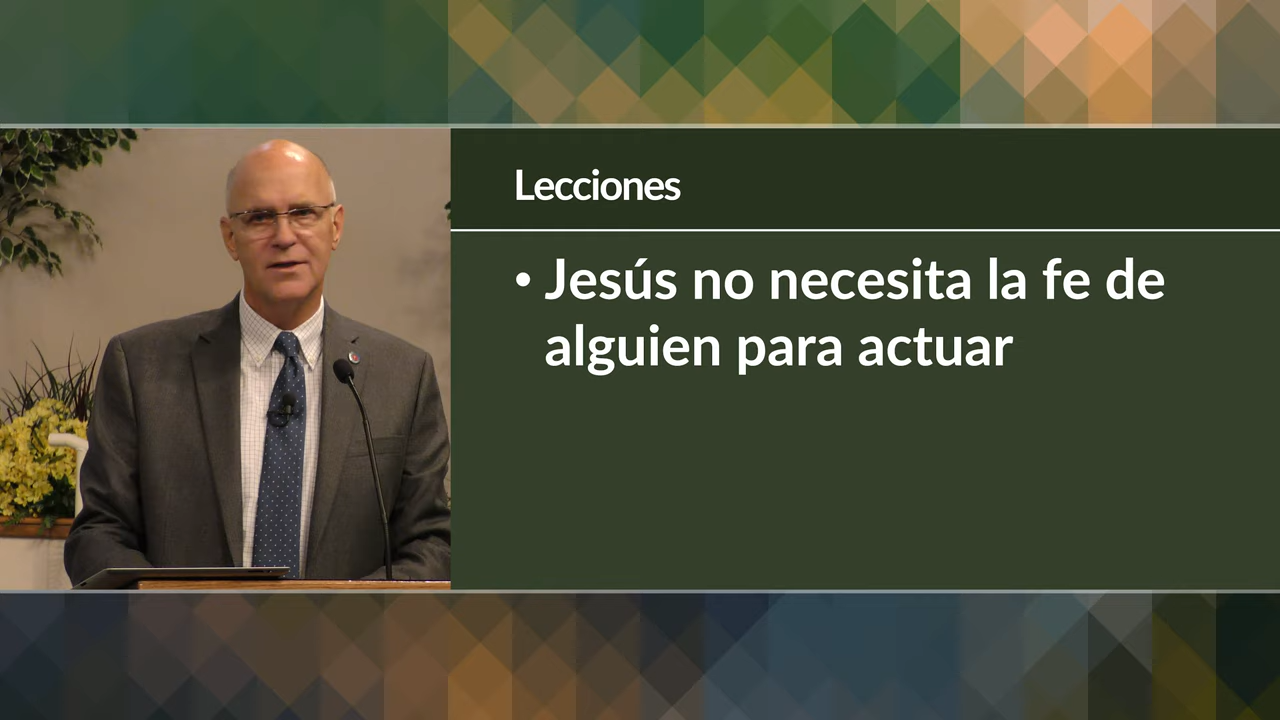 Lecciones
• Jesús no necesita la fe de
alguien para actuar